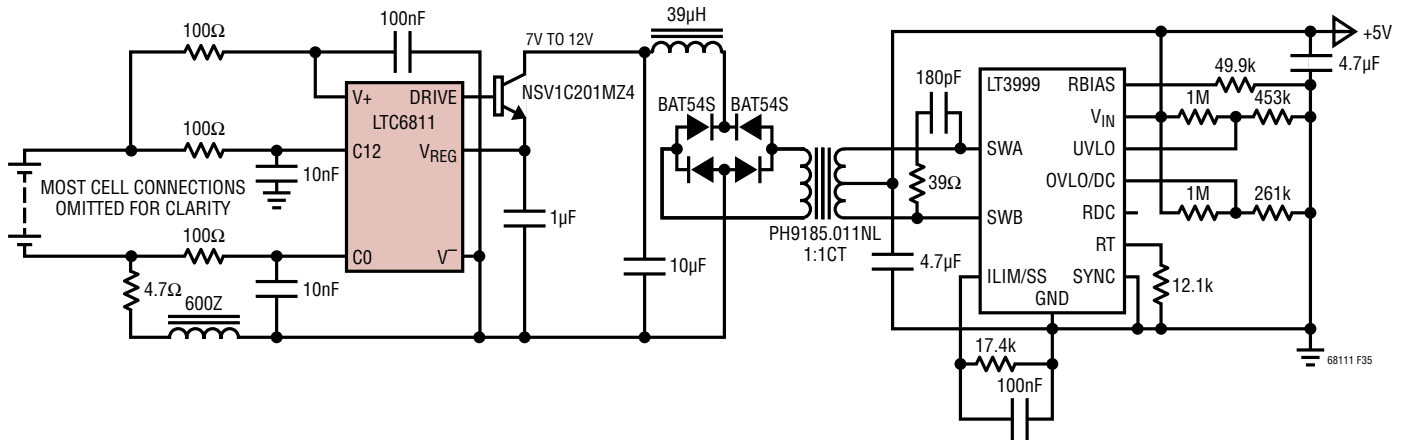 100Ω
100nF
7V TO 12V
39µH
NSV1C201MZ4
V+
DRIVE
LTC6811
100Ω
C12
VREG
10nF
MOST CELL CONNECTIONS
OMITTED FOR CLARITY
1µF
100Ω
C0
V–
10nF
4.7Ω
600Z
10µF
BAT54S
BAT54S
PH9185.011NL
1:1CT
180pF
39Ω
4.7µF
LT3999
RBIAS
VIN
UVLO
OVLO/DC
RDC
RT
SYNC
SWA
SWB
ILIM/SS
GND
17.4k
100nF
49.9k
1M
453k
1M
261k
12.1k
+5V
4.7µF
68111 F35